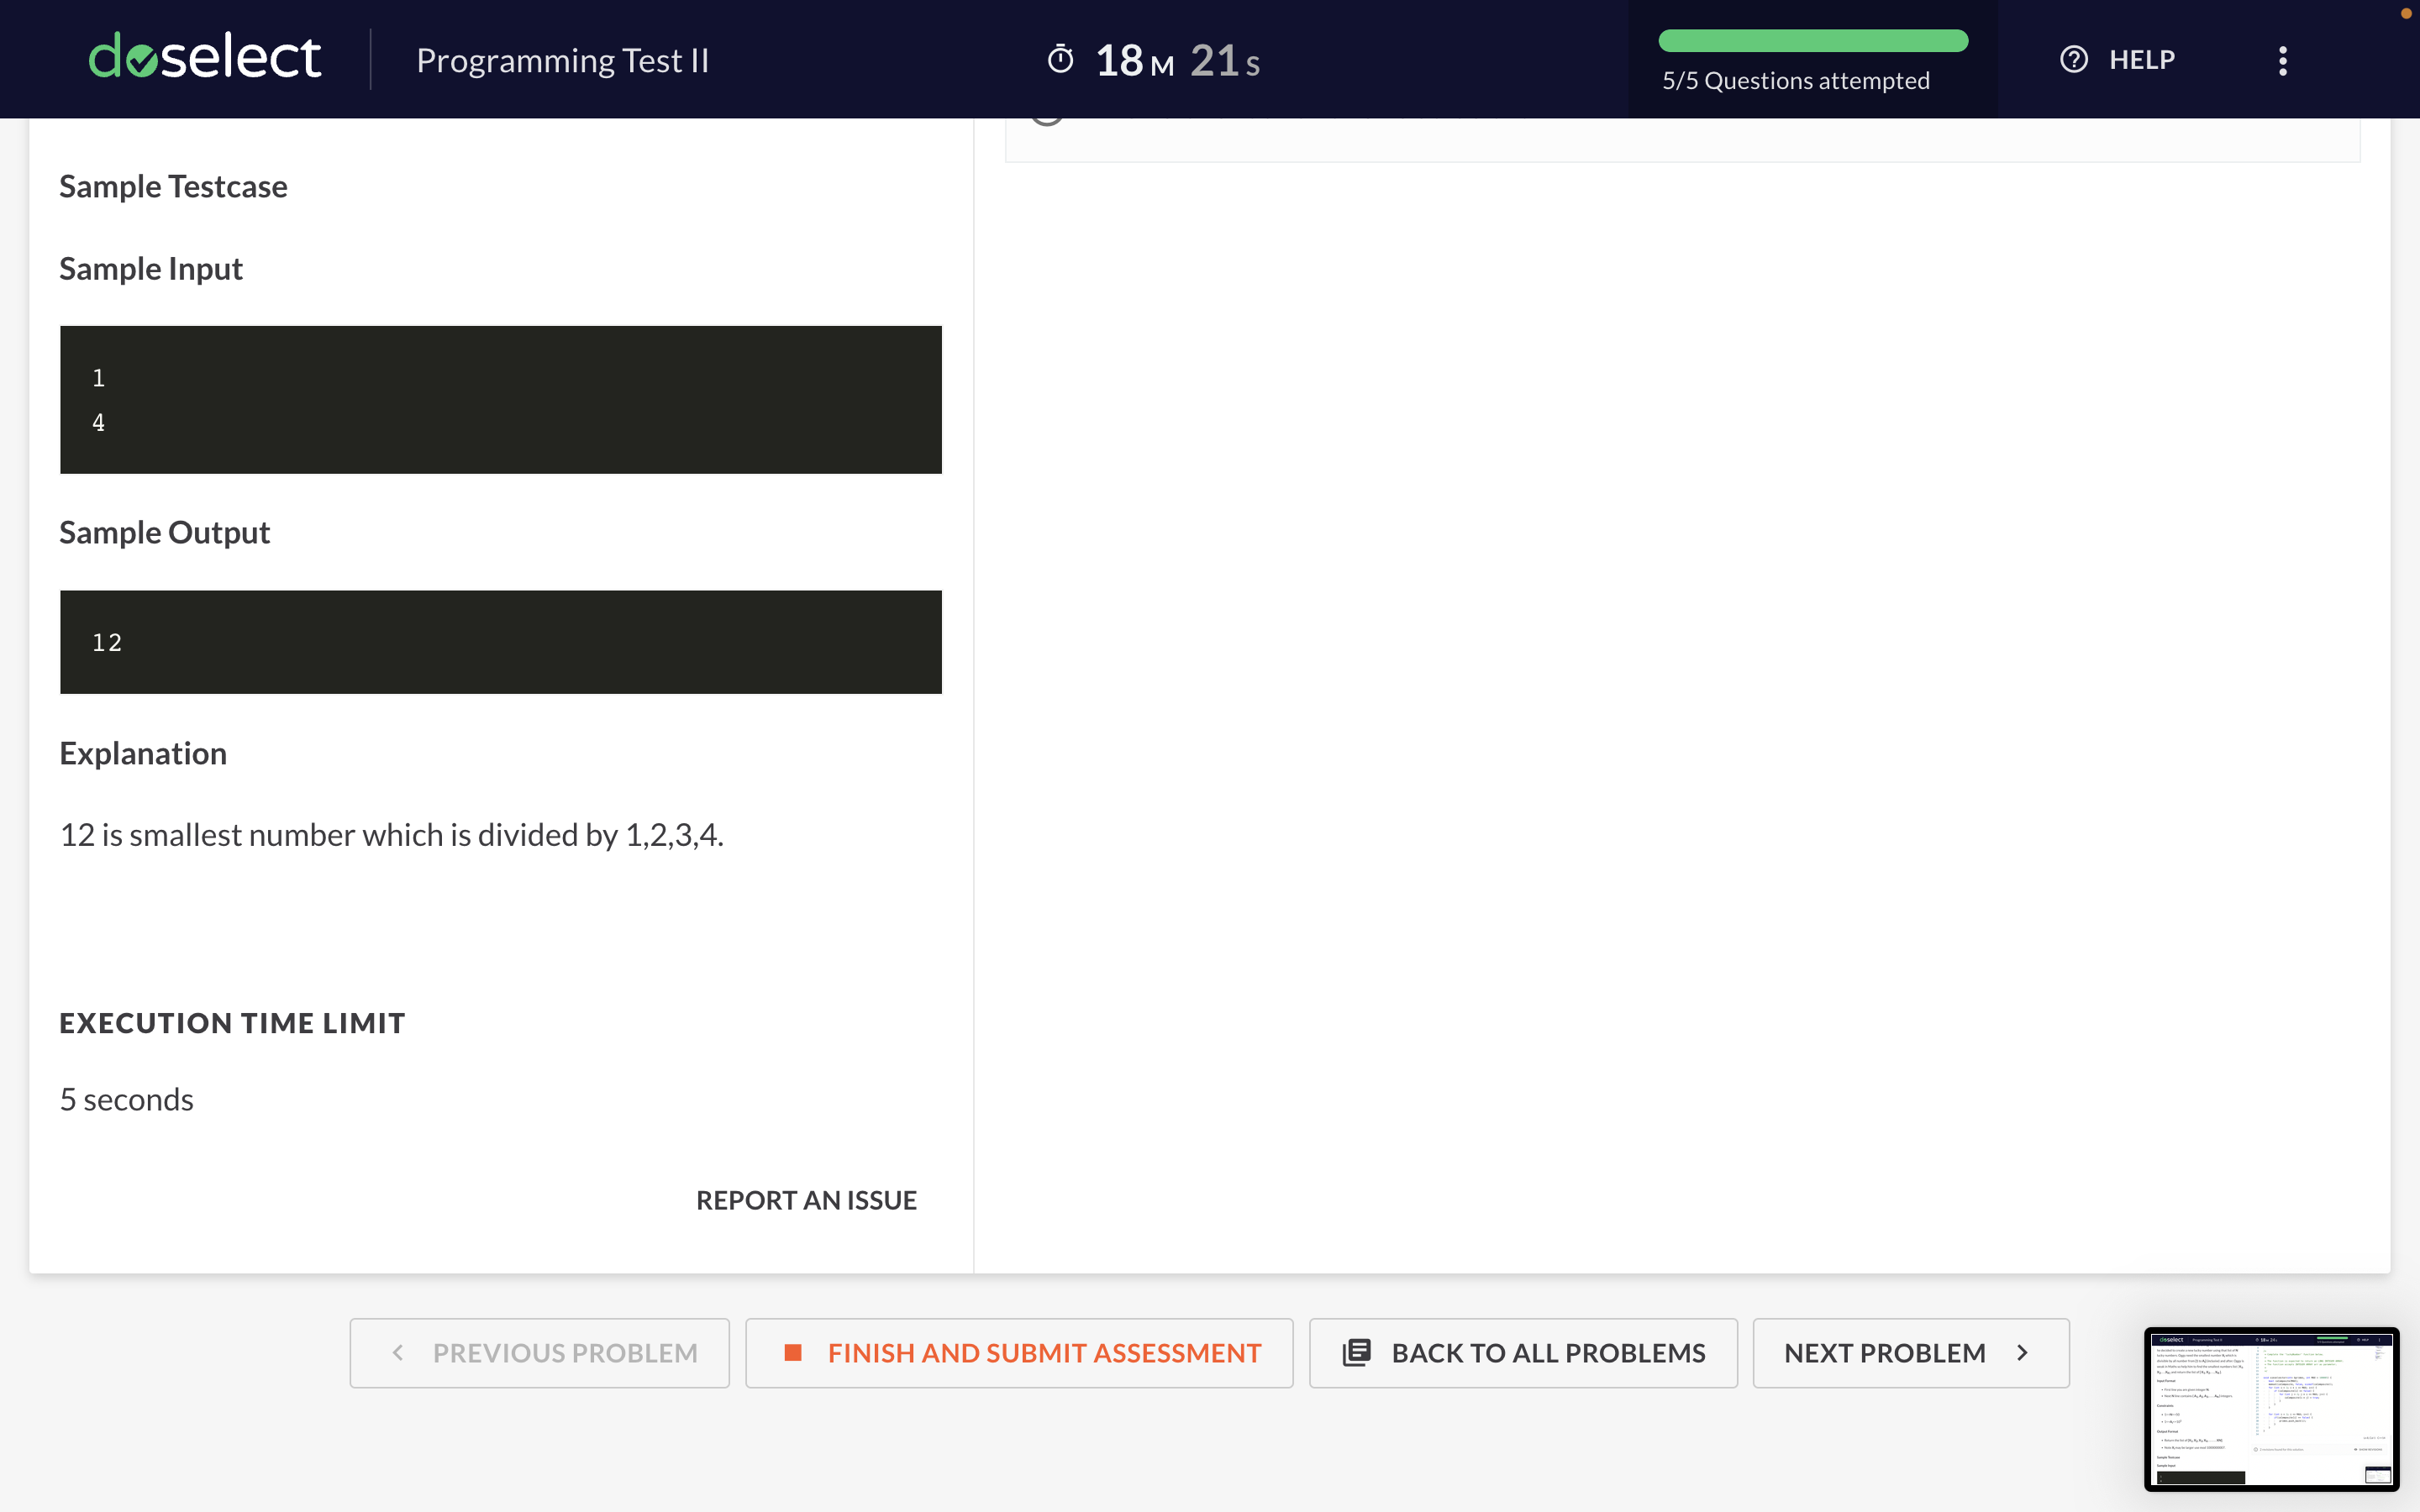 doselect
Programming Test II
18 M 21 S
5/5 Questions attempted
HELP
Sample Testcase
Sample Input
1
4
Sample Output
12
Explanation
12 is smallest number which is divided by 1,2,3,4.
EXECUTION TIME LIMIT
5 seconds
REPORT AN ISSUE
PREVIOUS PROBLEM
FINISH AND SUBMIT ASSESSMENT
BACK TO ALL PROBLEMS
NEXT PROBLEM